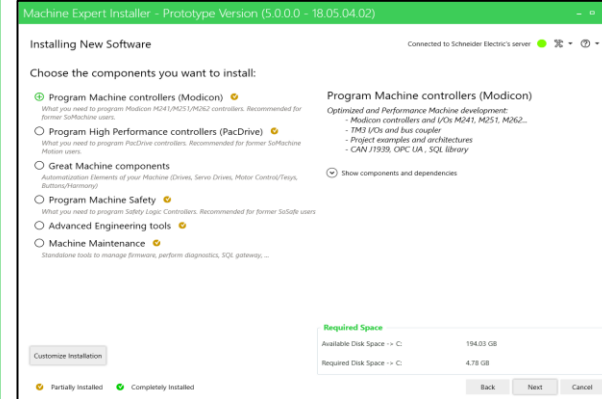 Machine Expert Installer - Prototype Version (5.0.0.0 - 18.05.04.02)
Installing New Software
Connected to Schneider Electric's server
Choose the components you want to install:
Program Machine controllers (Modicon)
What you need to program Modicon M241/M251/M262 controllers. Recommended for
former SoMachine users.
Program High Performance controllers (PacDrive)
What you need to program PacDrive controllers. Recommended for former SoMachine
Motion users.
Great Machine components
Automatization Elements of your Machine (Drives, Servo Drives, Motor Control/Tesys,
Buttons/Harmony)
Program Machine Safety
What you need to program Safety Logic Controllers. Recommended for former SoSafe users
Advanced Engineering tools
Machine Maintenance
Standalone tools to manage firmware, perform diagnostics, SQL gateway, ...
Program Machine controllers (Modicon)
Optimized and Performance Machine development:
- Modicon controllers and I/Os M241, M251, M262...
- TM3 I/Os and bus coupler
- Project examples and architectures
- CAN J1939, OPC UA , SQL library
Show components and dependencies
Required Space
Available Disk Space -> C: 194.03 GB
Required Disk Space -> C: 4.78 GB
Customize Installation
Partially Installed Completely Installed
Back Next Cancel